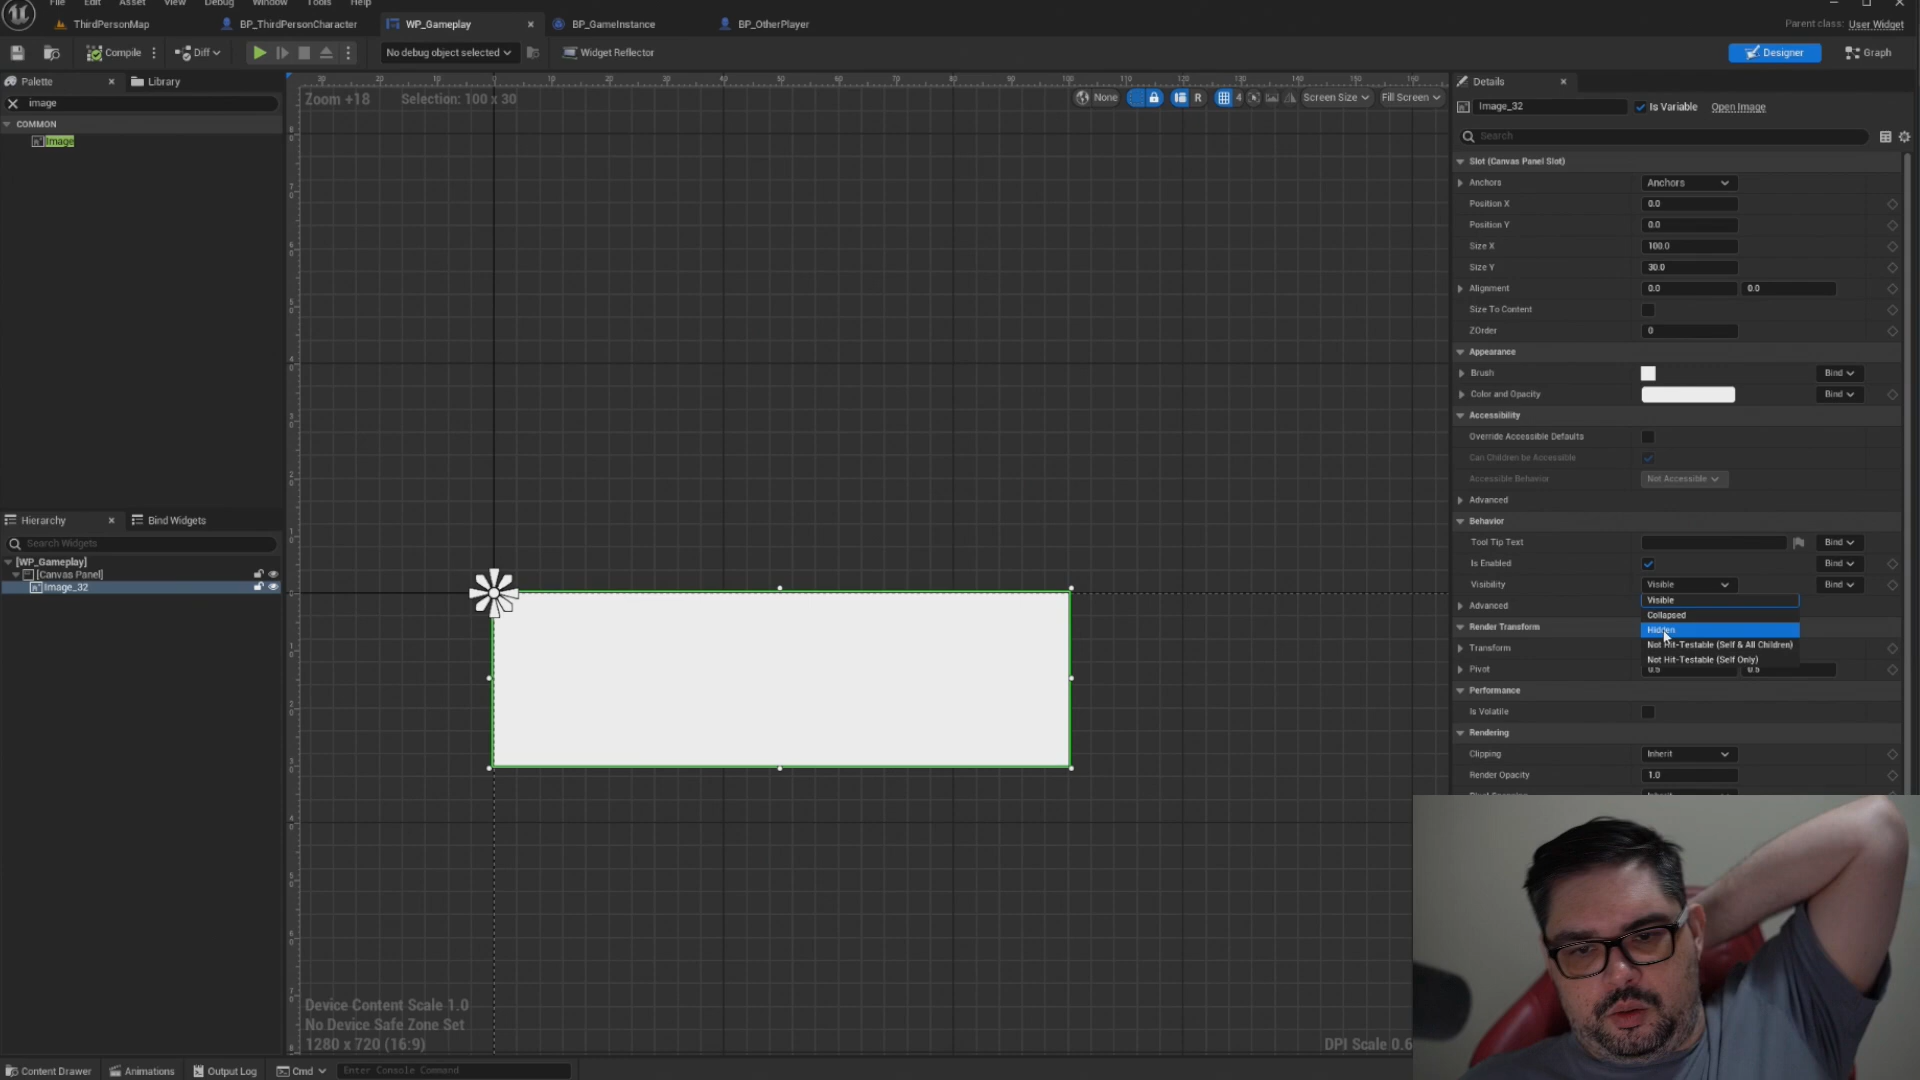 File Edit Asset View Debug Window Tools Help
ThirdPersonMap BP_ThirdPersonCharacter WP_Gameplay BP_GameInstance BP_OtherPlayer
Parent class: User Widget
Compile Diff No debug object selected Widget Reflector Designer Graph
Palette Library
image
COMMON
Image
Hierarchy Bind Widgets
Search Widgets
[WP_Gameplay]
[Canvas Panel]
Image_32
Zoom +18 Selection: 100 x 30
None R 4 Screen Size Fill Screen
Device Content Scale 1.0
No Device Safe Zone Set
1280 x 720 (16:9)
DPI Scale 0.6
Details
Image_32 Is Variable Open Image
Search
Slot (Canvas Panel Slot)
Anchors Anchors
Position X 0.0
Position Y 0.0
Size X 100.0
Size Y 30.0
Alignment 0.0 0.0
Size To Content
ZOrder 0
Appearance
Brush Bind
Color and Opacity Bind
Accessibility
Override Accessible Defaults
Can Children be Accessible
Accessible Behavior Not Accessible
Advanced
Behavior
Tool Tip Text Bind
Is Enabled Bind
Visibility Visible Bind
Visible
Collapsed
Hidden
Not Hit-Testable (Self & All Children)
Not Hit-Testable (Self Only)
Advanced
Render Transform
Transform
Pivot 0.5 0.5
Performance
Is Volatile
Rendering
Clipping Inherit
Render Opacity 1.0
Content Drawer Animations Output Log Cmd Enter Console Command